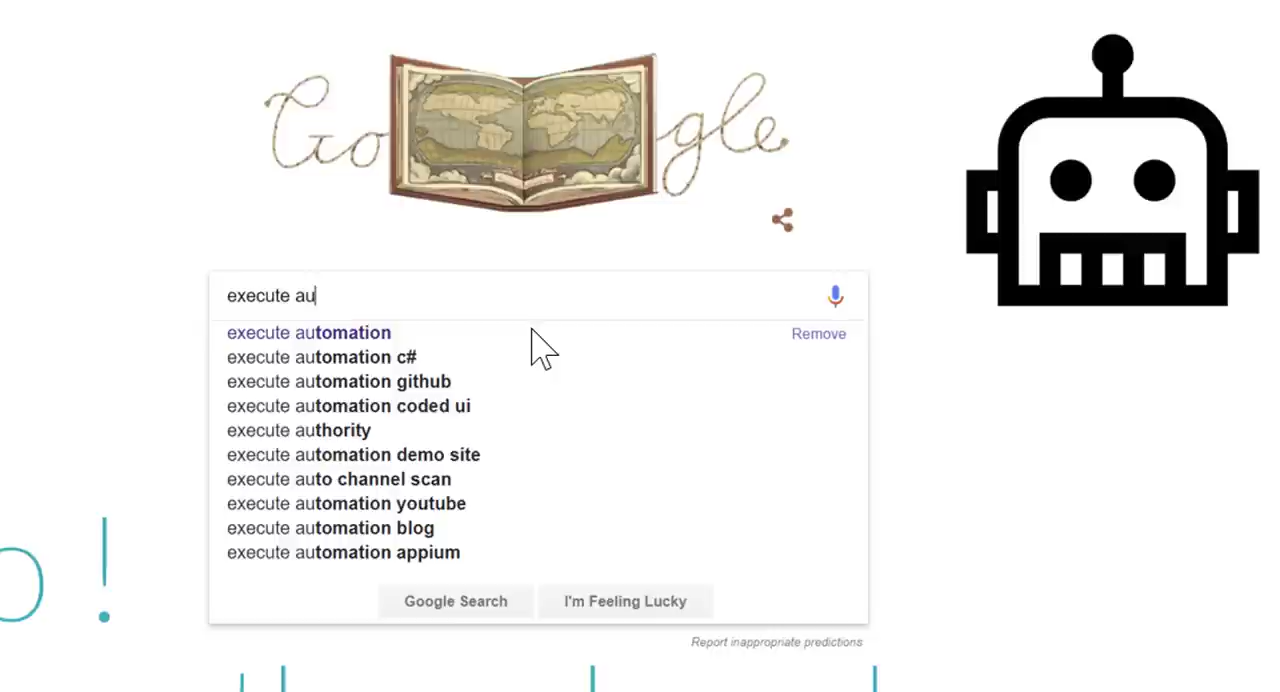 Google
execute au
execute automation Remove
execute automation c#
execute automation github
execute automation coded ui
execute authority
execute automation demo site
execute auto channel scan
execute automation youtube
execute automation blog
execute automation appium
Google Search I'm Feeling Lucky
Report inappropriate predictions
!